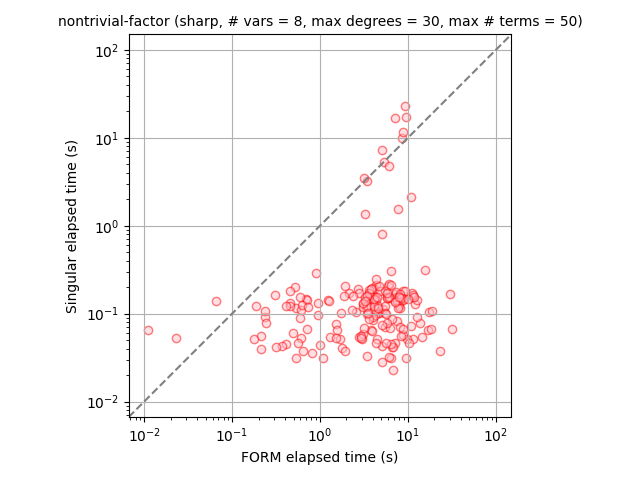 nontrivial-factor (sharp, # vars = 8, max degrees = 30, max # terms = 50)
Singular elapsed time (s)
10²
10¹
10⁰
10⁻¹
10⁻²
10⁻² 10⁻¹ 10⁰ 10¹ 10²
FORM elapsed time (s)